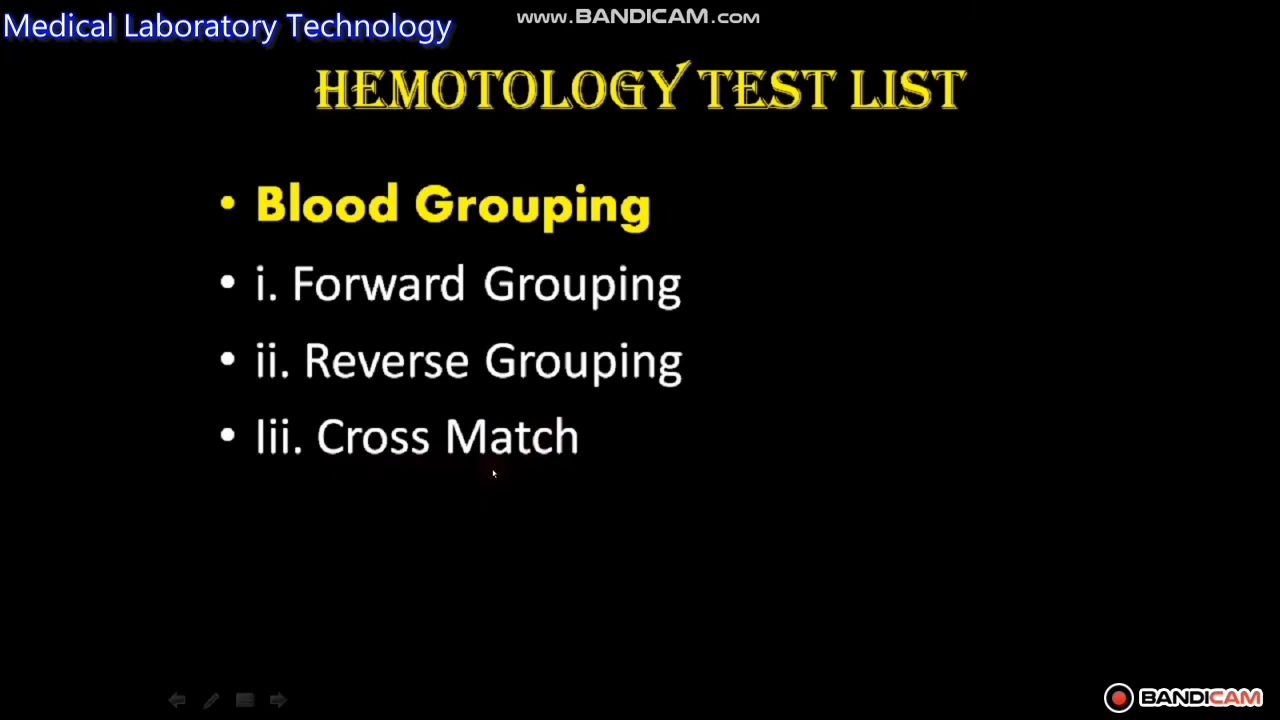 www.BANDICAM.com
Medical Laboratory Technology
HEMOTOLOGY TEST LIST
• Blood Grouping
• i. Forward Grouping
• ii. Reverse Grouping
• Iii. Cross Match
BANDICAM